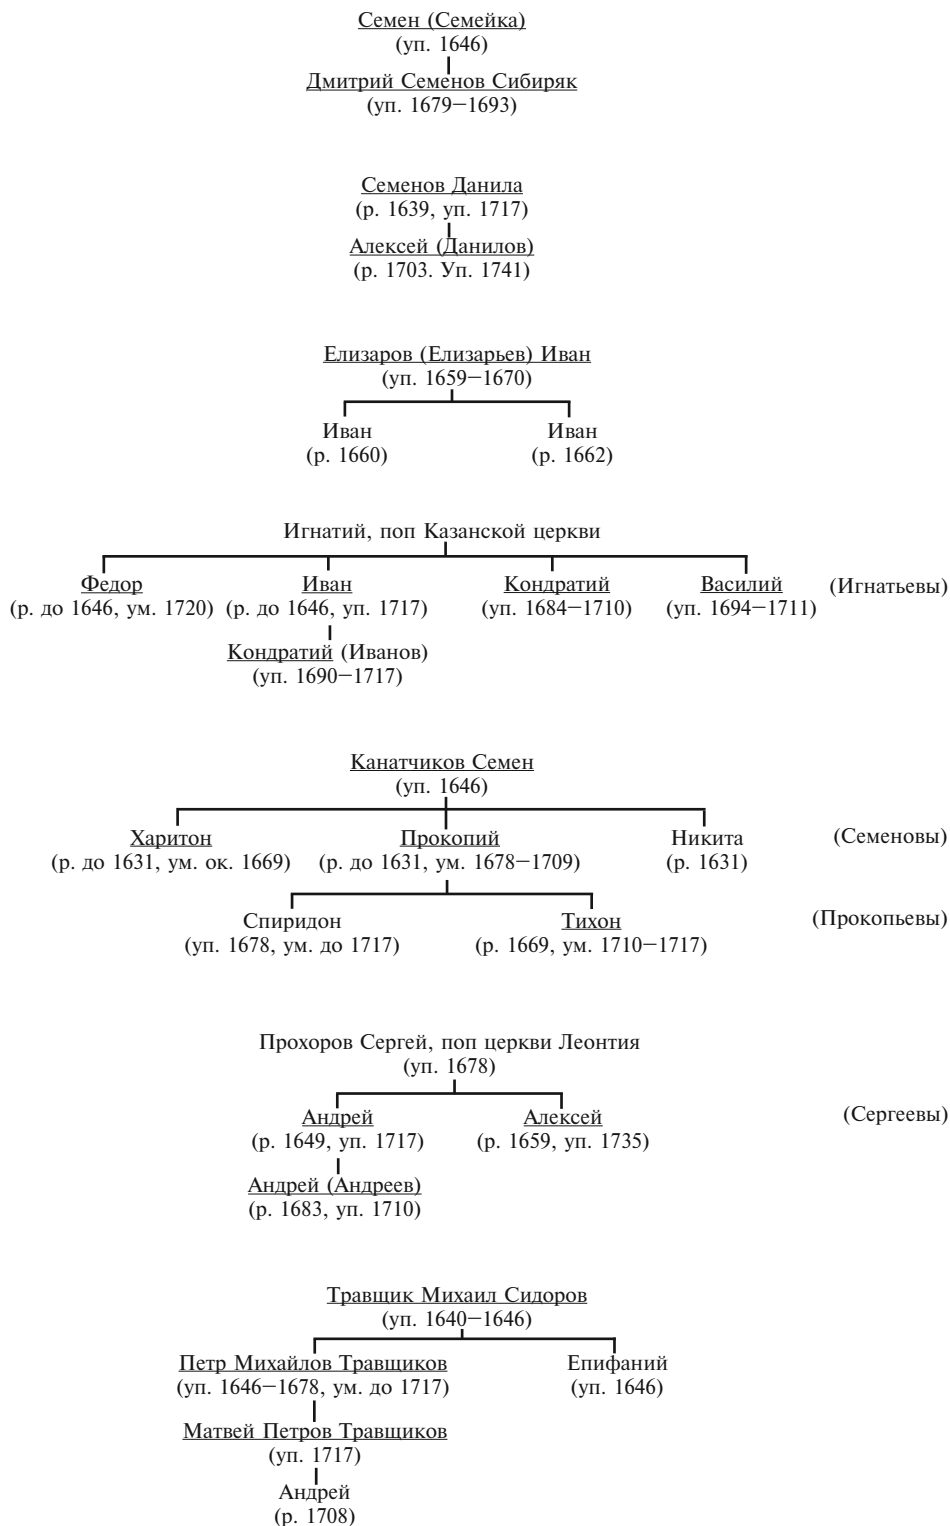 Семен (Семейка)
(уп. 1646)
Дмитрий Семенов Сибиряк
(уп. 1679—1693)
Семенов Данила
(р. 1639, уп. 1717)
Алексей (Данилов)
(р. 1703. Уп. 1741)
Елизаров (Елизарьев) Иван
(уп. 1659—1670)
Иван Иван
(р. 1660) (р. 1662)
Игнатий, поп Казанской церкви
Федор Иван Кондратий Василий (Игнатьевы)
(р. до 1646, ум. 1720) (р. до 1646, уп. 1717) (уп. 1684—1710) (уп. 1694—1711)
Кондратий (Иванов)
(уп. 1690—1717)
Канатчиков Семен
(уп. 1646)
Харитон Прокопий Никита (Семеновы)
(р. до 1631, ум. ок. 1669) (р. до 1631, ум. 1678—1709) (р. 1631)
Спиридон Тихон (Прокопьевы)
(уп. 1678, ум. до 1717) (р. 1669, ум. 1710—1717)
Прохоров Сергей, поп церкви Леонтия
(уп. 1678)
Андрей Алексей (Сергеевы)
(р. 1649, уп. 1717) (р. 1659, уп. 1735)
Андрей (Андреев)
(р. 1683, уп. 1710)
Травщик Михаил Сидоров
(уп. 1640—1646)
Петр Михайлов Травщиков Епифаний
(уп. 1646—1678, ум. до 1717) (уп. 1646)
Матвей Петров Травщиков
(уп. 1717)
Андрей
(р. 1708)